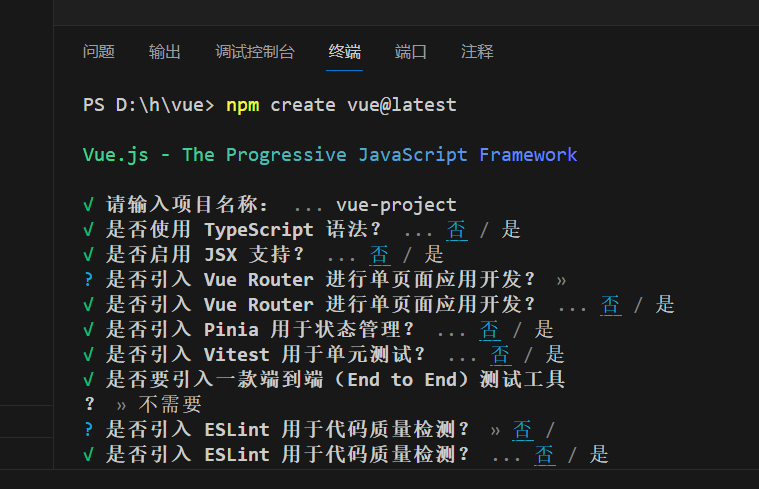 问题 输出 调试控制台 终端 端口 注释
PS D:\h\vue> npm create vue@latest
Vue.js - The Progressive JavaScript Framework
√ 请输入项目名称： ... vue-project
√ 是否使用 TypeScript 语法？ ... 否 / 是
√ 是否启用 JSX 支持？ ... 否 / 是
? 是否引入 Vue Router 进行单页面应用开发？ »
√ 是否引入 Vue Router 进行单页面应用开发？ ... 否 / 是
√ 是否引入 Pinia 用于状态管理？ ... 否 / 是
√ 是否引入 Vitest 用于单元测试？ ... 否 / 是
√ 是否要引入一款端到端（End to End）测试工具
？ » 不需要
? 是否引入 ESLint 用于代码质量检测？ » 否 /
√ 是否引入 ESLint 用于代码质量检测？ ... 否 / 是